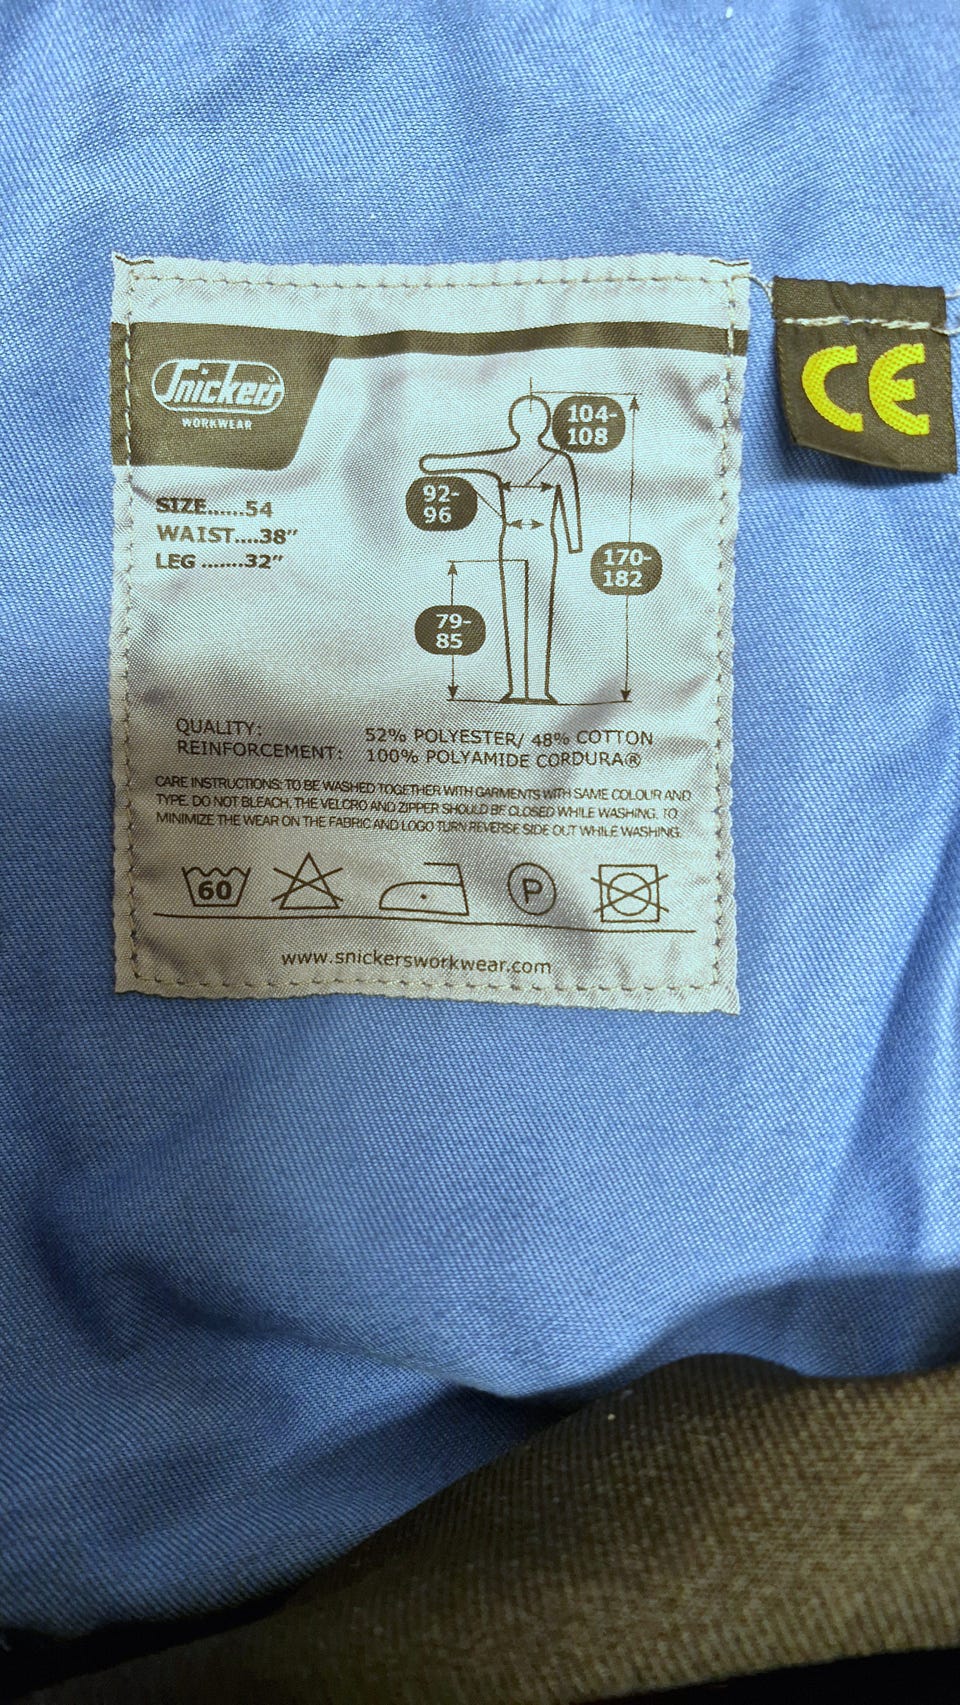 Snickers®
WORKWEAR
SIZE......54
WAIST....38"
LEG .......32"
104-
108
92-
96
170-
182
79-
85
QUALITY: 52% POLYESTER/ 48% COTTON
REINFORCEMENT: 100% POLYAMIDE CORDURA®
CARE INSTRUCTIONS: TO BE WASHED TOGETHER WITH GARMENTS WITH SAME COLOUR AND
TYPE. DO NOT BLEACH, THE VELCRO AND ZIPPER SHOULD BE CLOSED WHILE WASHING. TO
MINIMIZE THE WEAR ON THE FABRIC AND LOGO TURN REVERSE SIDE OUT WHILE WASHING.
60
P
www.snickersworkwear.com
CE